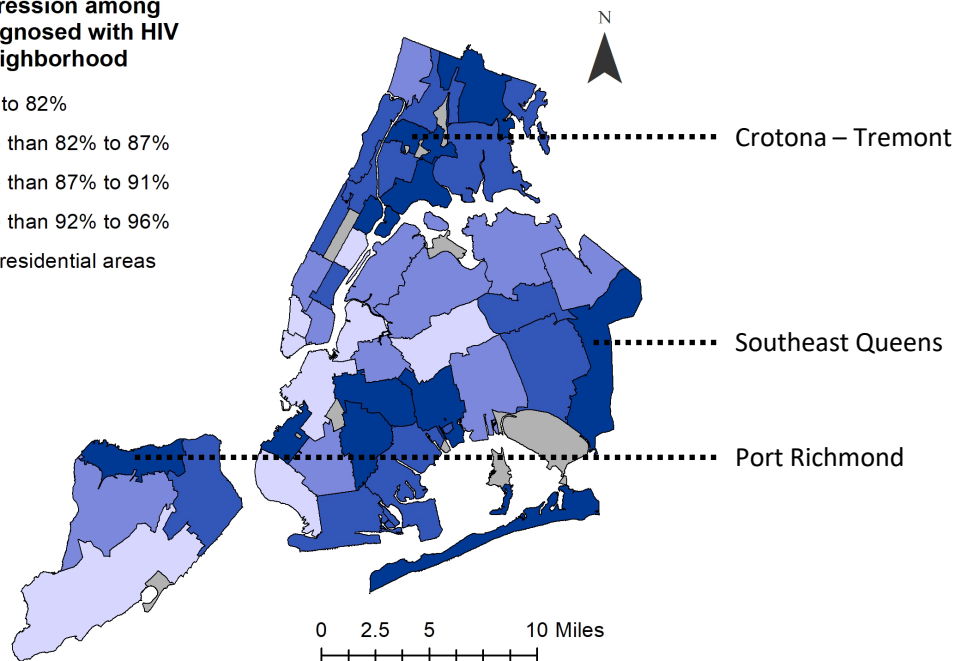 ression among
gnosed with HIV
ighborhood
to 82%
than 82% to 87%
than 87% to 91%
than 92% to 96%
residential areas
N
Crotona – Tremont
Southeast Queens
Port Richmond
0 2.5 5 10 Miles